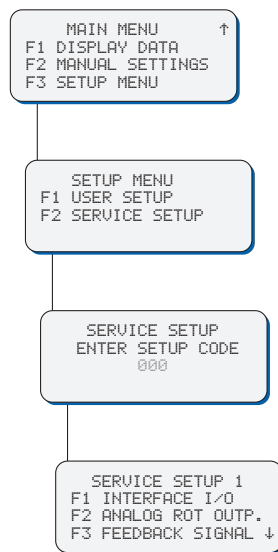 MAIN MENU ↑
F1 DISPLAY DATA
F2 MANUAL SETTINGS
F3 SETUP MENU
SETUP MENU
F1 USER SETUP
F2 SERVICE SETUP
SERVICE SETUP
ENTER SETUP CODE
000
SERVICE SETUP 1
F1 INTERFACE I/O
F2 ANALOG ROT OUTP.
F3 FEEDBACK SIGNAL ↓